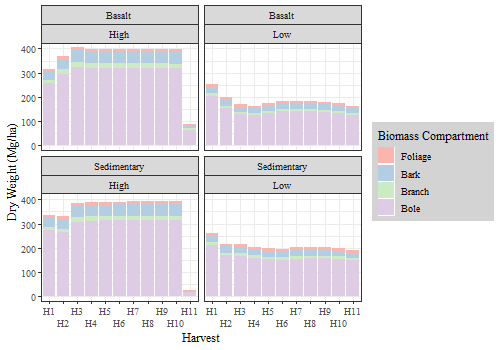 Basalt
Basalt
High
Low
400
300
200
100
0
Sedimentary
Sedimentary
High
Low
400
300
200
100
0
Dry Weight (Mg/ha)
H1 H3 H5 H7 H9 H11
H2 H4 H6 H8 H10
H1 H3 H5 H7 H9 H11
H2 H4 H6 H8 H10
Harvest
Biomass Compartment
Foliage
Bark
Branch
Bole